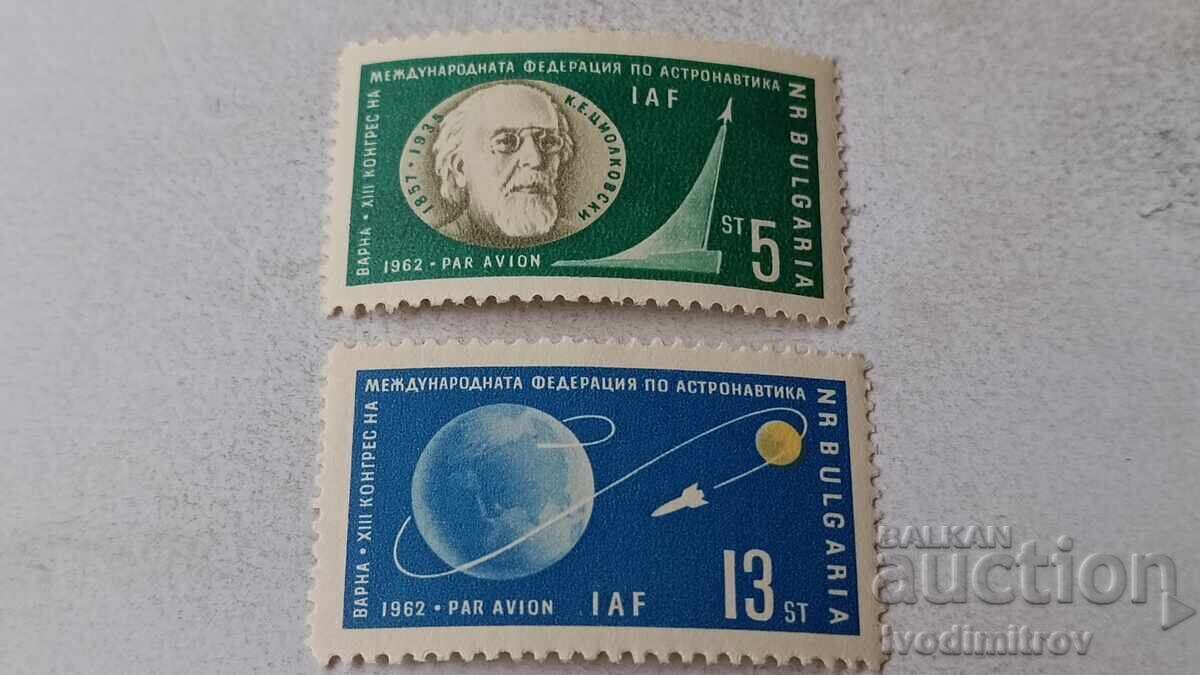 ВАРНА • XIII КОНГРЕС НА
МЕЖДУНАРОДНАТА ФЕДЕРАЦИЯ ПО АСТРОНАВТИКА
NR BULGARIA
IAF
1857 • 1935
К.Е.ЦИОЛКОВСКИ
ST 5
1962 • PAR AVION
ВАРНА • XIII КОНГРЕС НА
МЕЖДУНАРОДНАТА ФЕДЕРАЦИЯ ПО АСТРОНАВТИКА
NR BULGARIA
1962 • PAR AVION
IAF
13 ST
BALKAN
auction
ivodimitrov